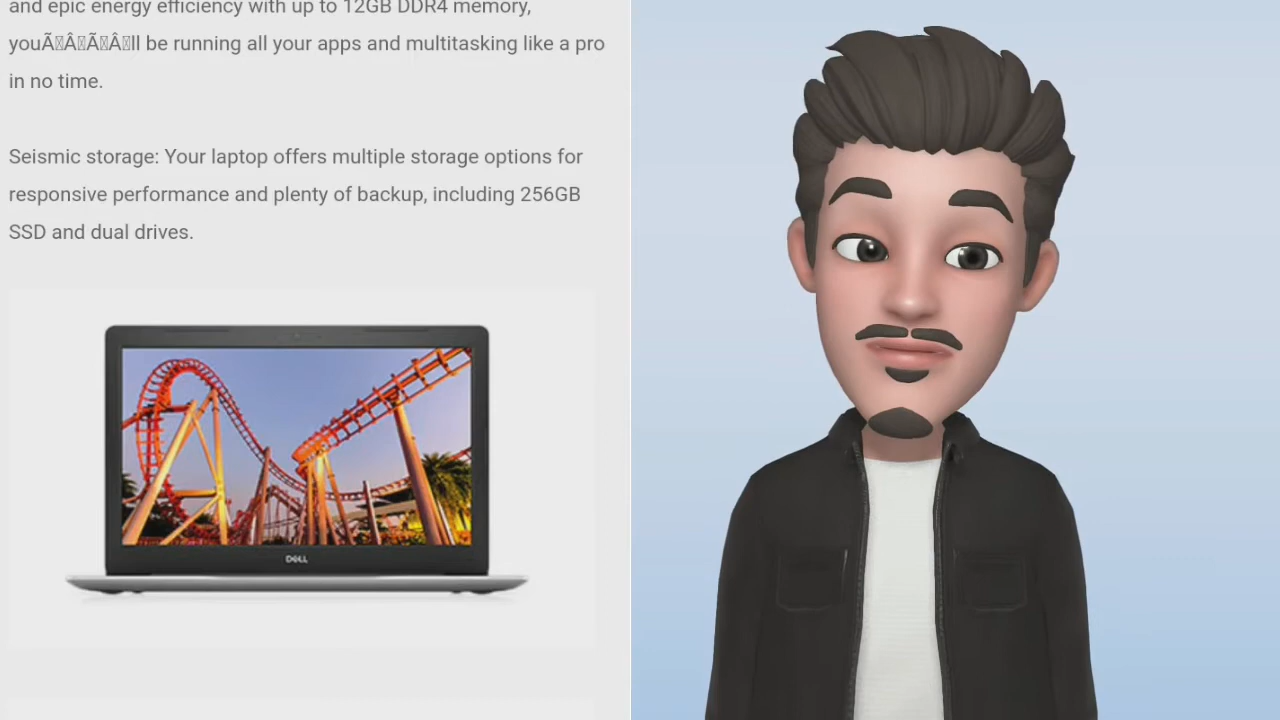 and epic energy efficiency with up to 12GB DDR4 memory,
youÃ▯Â▯Ã▯Â▯ll be running all your apps and multitasking like a pro
in no time.
Seismic storage: Your laptop offers multiple storage options for
responsive performance and plenty of backup, including 256GB
SSD and dual drives.
DELL